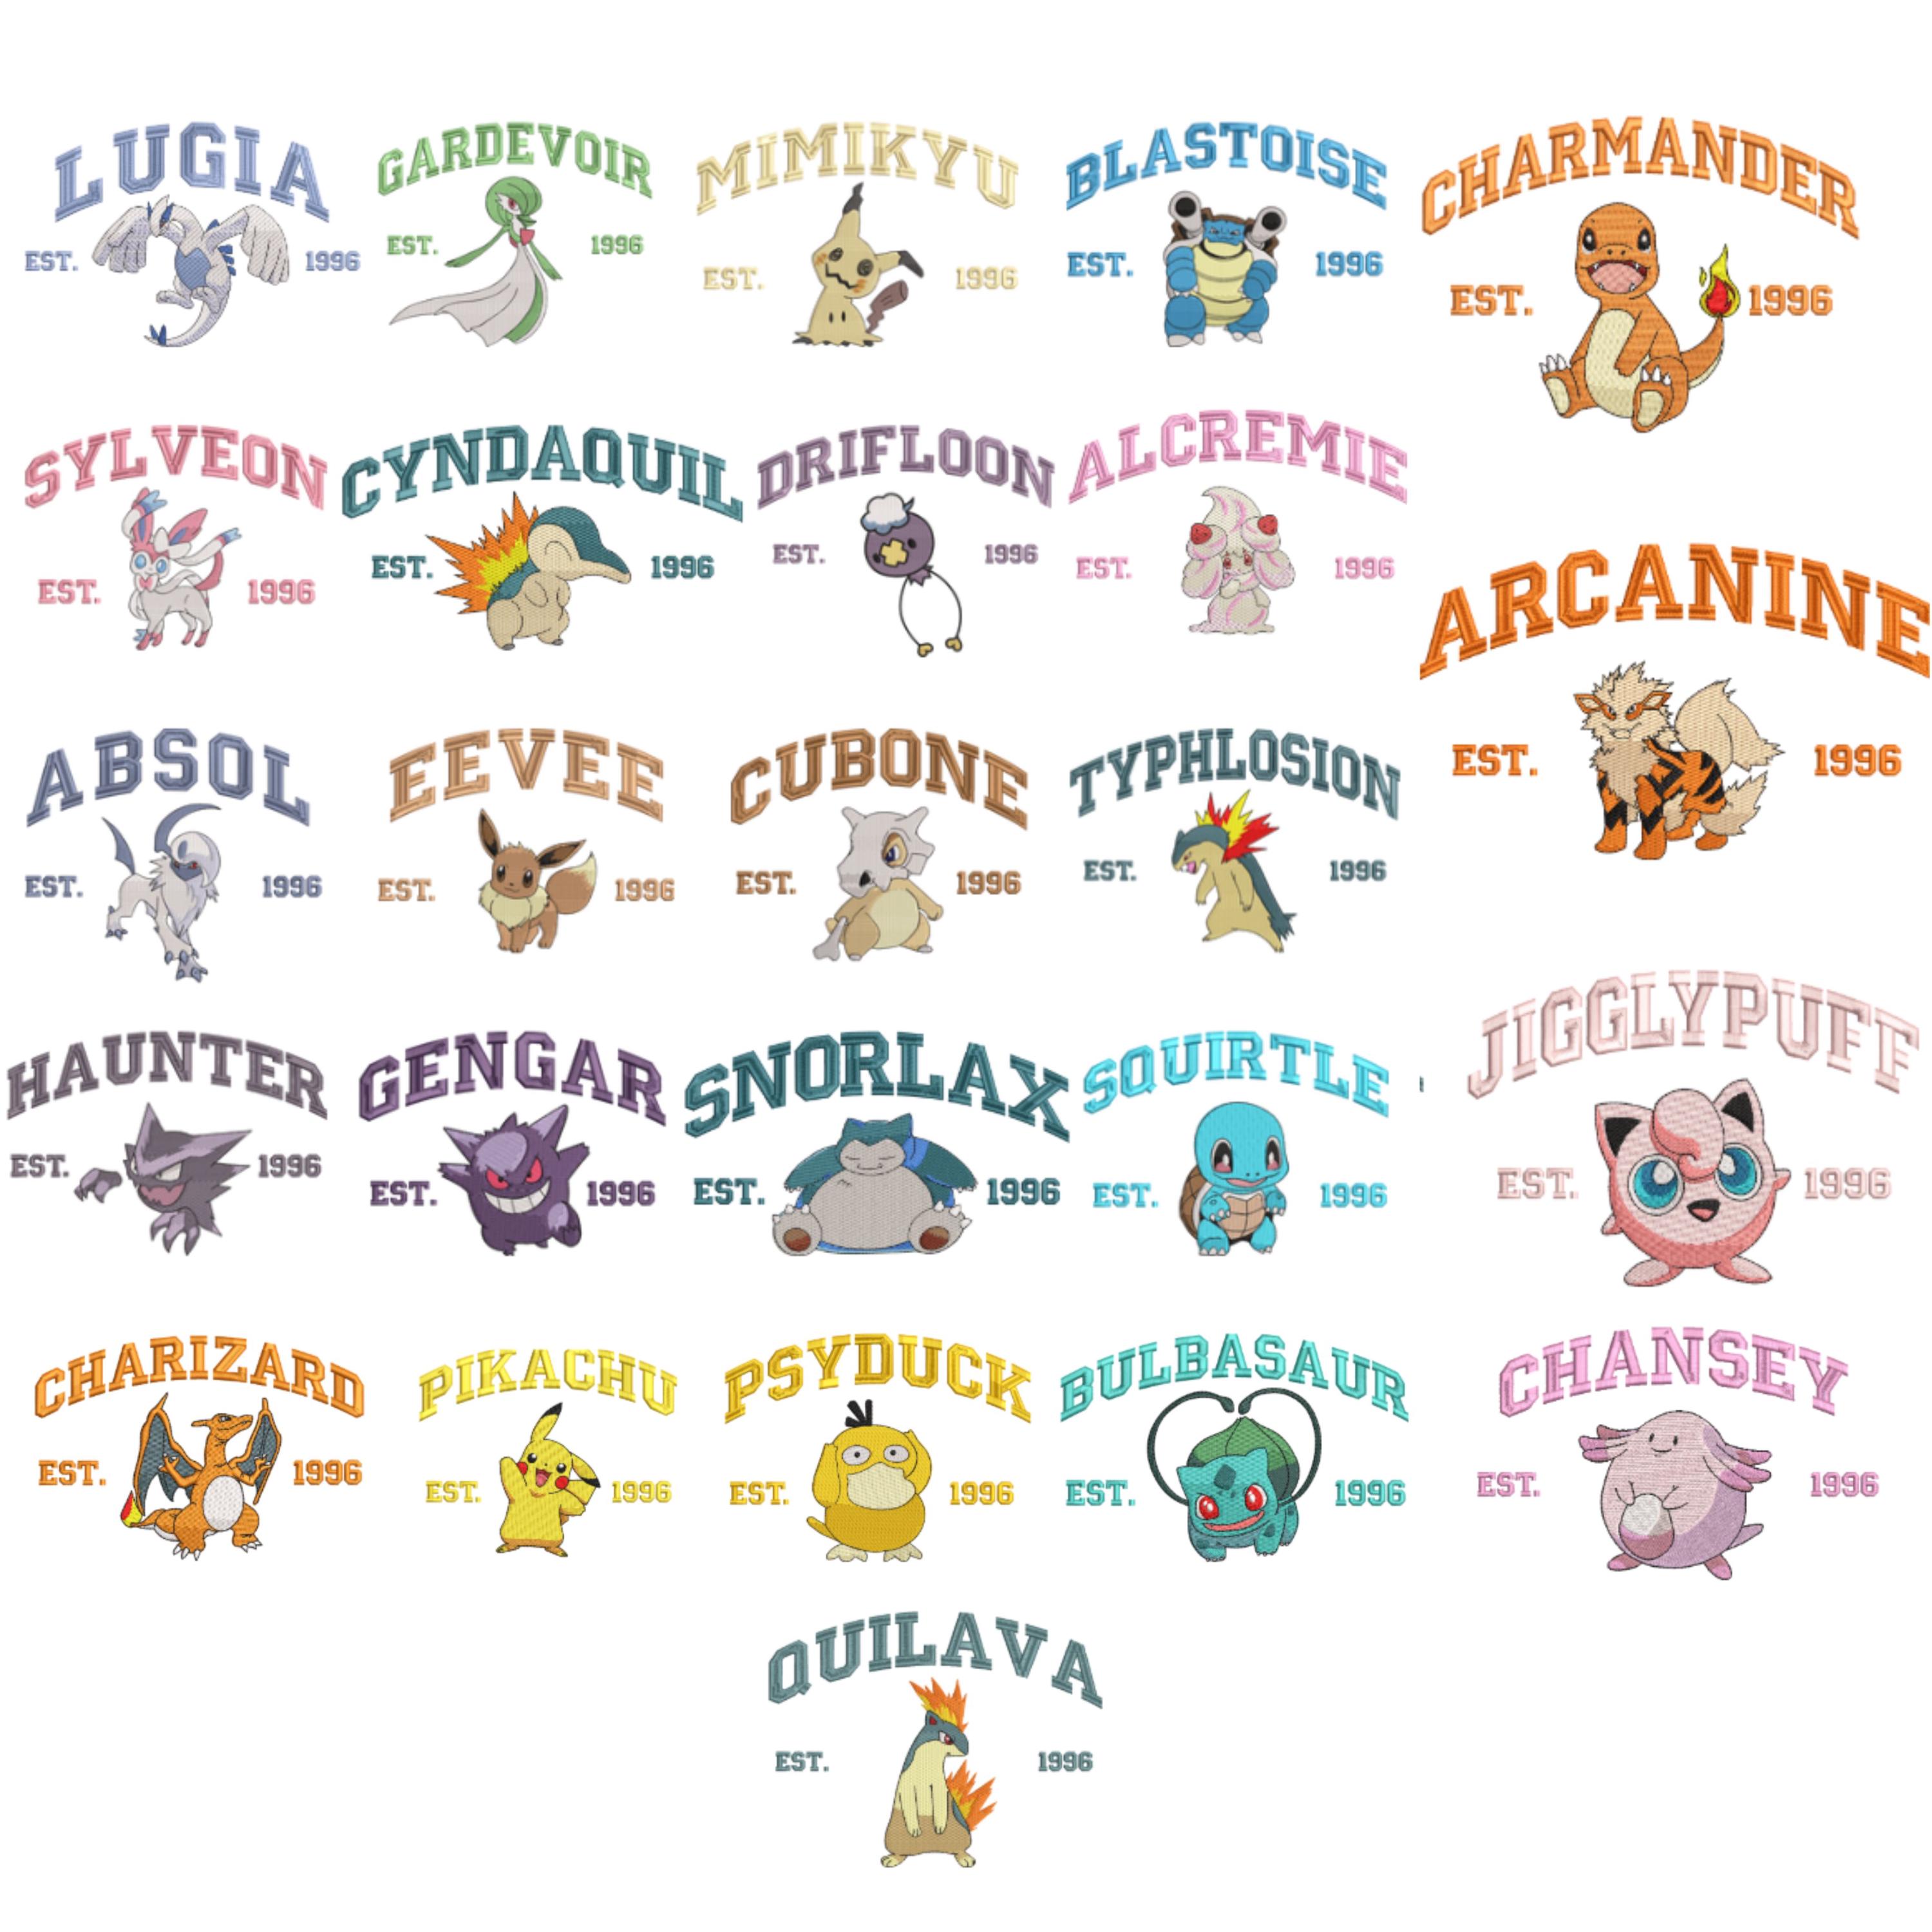 LUGIA
EST. 1996
GARDEVOIR
EST. 1996
MIMIKYU
EST. 1996
BLASTOISE
EST. 1996
CHARMANDER
EST. 1996
SYLVEON
EST. 1996
CYNDAQUIL
EST. 1996
DRIFLOON
EST. 1996
ALCREMIE
EST. 1996
ARCANINE
EST. 1996
ABSOL
EST. 1996
EEVEE
EST. 1996
CUBONE
EST. 1996
TYPHLOSION
EST. 1996
HAUNTER
EST. 1996
GENGAR
EST. 1996
SNORLAX
EST. 1996
SQUIRTLE
EST. 1996
JIGGLYPUFF
EST. 1996
CHARIZARD
EST. 1996
PIKACHU
EST. 1996
PSYDUCK
EST. 1996
BULBASAUR
EST. 1996
CHANSEY
EST. 1996
QUILAVA
EST. 1996